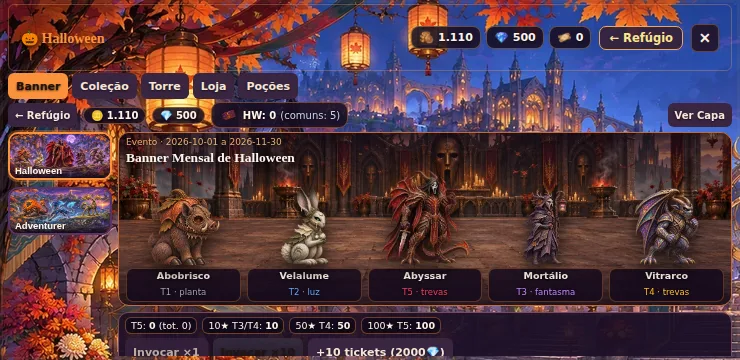 Halloween
1.110 500 0 ← Refúgio ✕
Banner Coleção Torre Loja Poções
← Refúgio 1.110 500 HW: 0 (comuns: 5) Ver Capa
Halloween
Adventurer
Evento · 2026-10-01 a 2026-11-30
Banner Mensal de Halloween
Abobrisco
T1 · planta
Velalume
T2 · luz
Abyssar
T5 · trevas
Mortálio
T3 · fantasma
Vitrarco
T4 · trevas
T5: 0 (tot. 0) 10★ T3/T4: 10 50★ T4: 50 100★ T5: 100
Invocar ×1 +10 tickets (2000💎)